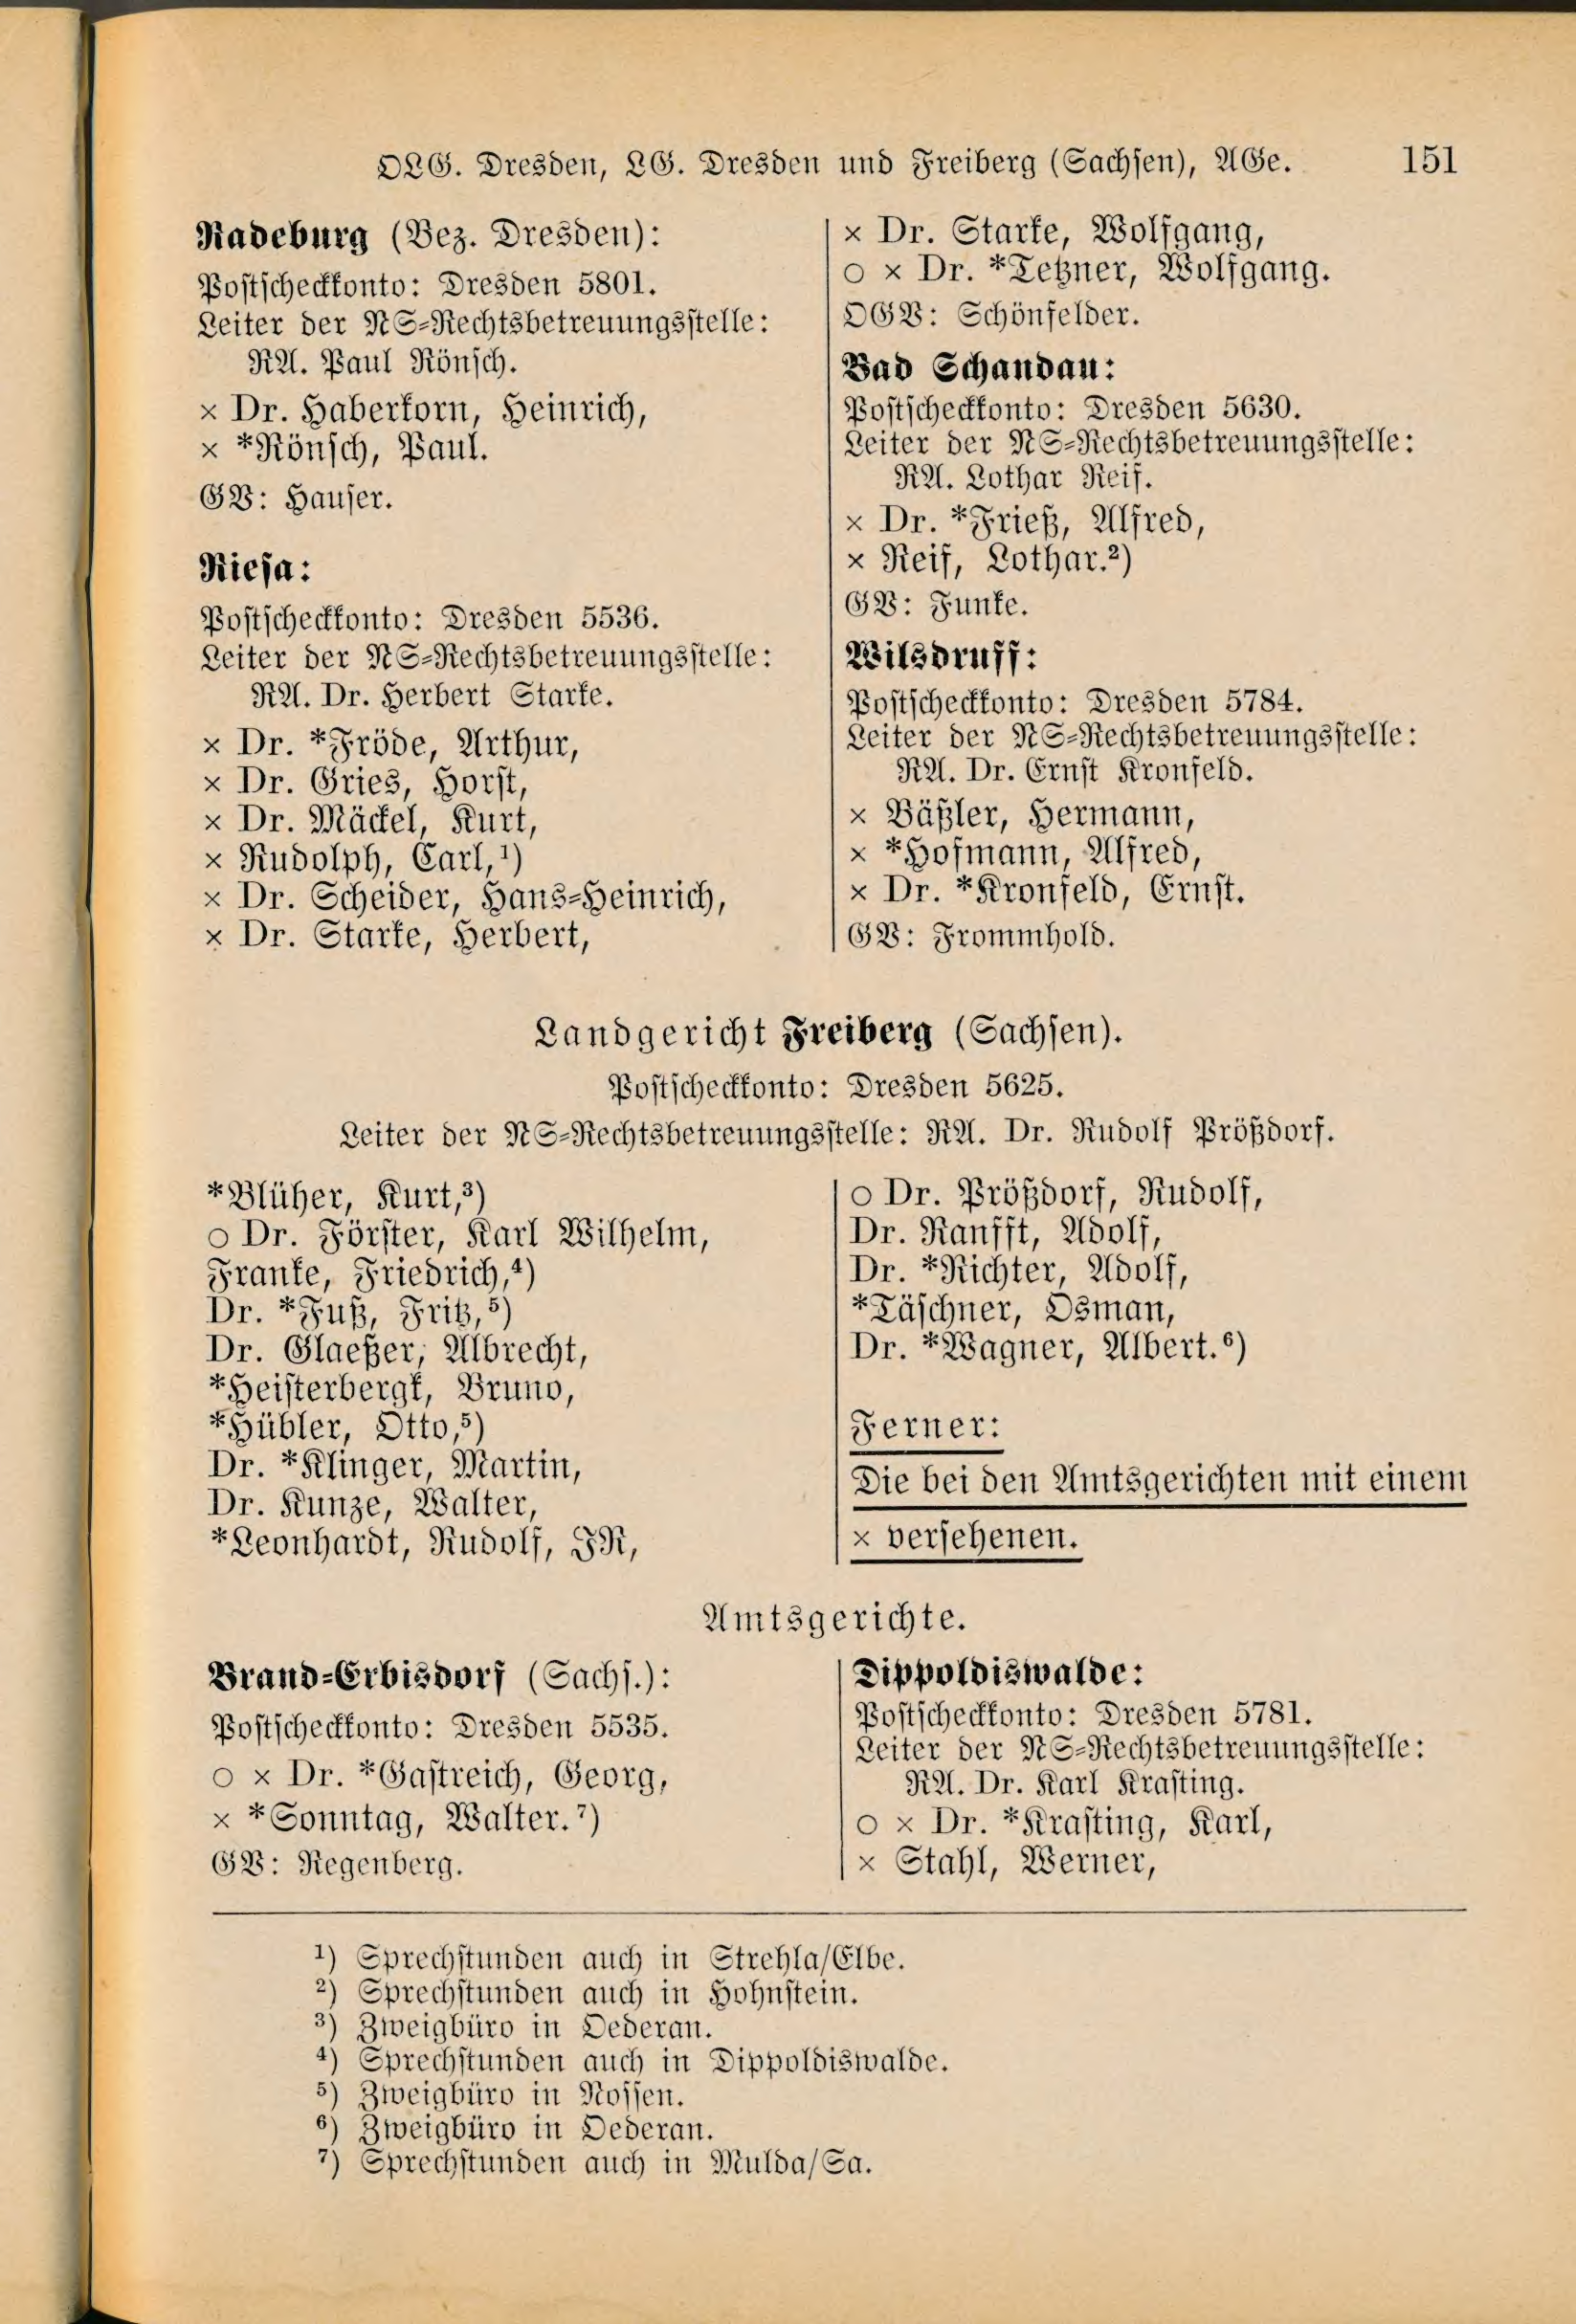 OLG. Dresden, LG. Dresden und Freiberg (Sachsen), AGe. 151
Radeburg (Bez. Dresden):
Postscheckkonto: Dresden 5801.
Leiter der NS-Rechtsbetreuungsstelle:
RA. Paul Rönsch.
× Dr. Haberkorn, Heinrich,
× *Rönsch, Paul.
GV: Hauser.
Riesa:
Postscheckkonto: Dresden 5536.
Leiter der NS-Rechtsbetreuungsstelle:
RA. Dr. Herbert Starke.
× Dr. *Fröde, Arthur,
× Dr. Gries, Horst,
× Dr. Mäckel, Kurt,
× Rudolph, Carl,¹)
× Dr. Scheider, Hans-Heinrich,
× Dr. Starke, Herbert,
× Dr. Starke, Wolfgang,
○ × Dr. *Tetzner, Wolfgang.
OGV: Schönfelder.
Bad Schandau:
Postscheckkonto: Dresden 5630.
Leiter der NS-Rechtsbetreuungsstelle:
RA. Lothar Reif.
× Dr. *Frieß, Alfred,
× Reif, Lothar.²)
GV: Funke.
Wilsdruff:
Postscheckkonto: Dresden 5784.
Leiter der NS-Rechtsbetreuungsstelle:
RA. Dr. Ernst Kronfeld.
× Bäßler, Hermann,
× *Hofmann, Alfred,
× Dr. *Kronfeld, Ernst.
GV: Frommhold.
Landgericht Freiberg (Sachsen).
Postscheckkonto: Dresden 5625.
Leiter der NS-Rechtsbetreuungsstelle: RA. Dr. Rudolf Prößdorf.
*Blüher, Kurt,³)
○ Dr. Förster, Karl Wilhelm,
Franke, Friedrich,⁴)
Dr. *Fuß, Fritz,⁵)
Dr. Glaeßer, Albrecht,
*Heisterbergk, Bruno,
*Hübler, Otto,⁵)
Dr. *Klinger, Martin,
Dr. Kunze, Walter,
*Leonhardt, Rudolf, JR,
○ Dr. Prößdorf, Rudolf,
Dr. Ranfft, Adolf,
Dr. *Richter, Adolf,
*Täschner, Osman,
Dr. *Wagner, Albert.⁶)
Ferner:
Die bei den Amtsgerichten mit einem
× versehenen.
Amtsgerichte.
Brand-Erbisdorf (Sachs.):
Postscheckkonto: Dresden 5535.
○ × Dr. *Gastreich, Georg,
× *Sonntag, Walter.⁷)
GV: Regenberg.
Dippoldiswalde:
Postscheckkonto: Dresden 5781.
Leiter der NS-Rechtsbetreuungsstelle:
RA. Dr. Karl Krasting.
○ × Dr. *Krasting, Karl,
× Stahl, Werner,
¹) Sprechstunden auch in Strehla/Elbe.
²) Sprechstunden auch in Hohnstein.
³) Zweigbüro in Oederan.
⁴) Sprechstunden auch in Dippoldiswalde.
⁵) Zweigbüro in Nossen.
⁶) Zweigbüro in Oederan.
⁷) Sprechstunden auch in Mulda/Sa.